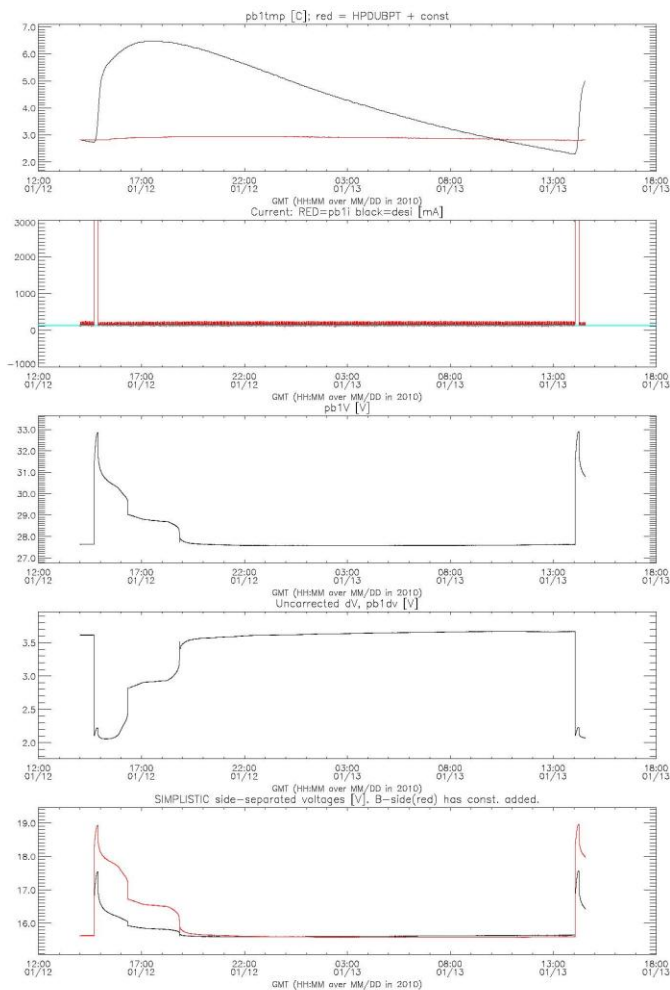 pb1tmp [C]; red = HPDUBPT + const
7.0
6.0
5.0
4.0
3.0
2.0
12:00 17:00 22:00 03:00 08:00 14:00 18:00
01/12 01/12 01/12 01/13 01/13 01/13 01/13
GMT (HH:MM over MM/DD in 2010)
Current: RED=pb1i black=desi [mA]
3000
2000
1000
0
-1000
12:00 17:00 22:00 03:00 08:00 13:00 18:00
01/12 01/12 01/12 01/13 01/13 01/13 01/13
GMT (HH:MM over MM/DD in 2010)
pb1V [V]
33.0
32.0
31.0
30.0
29.0
28.0
27.0
12:00 17:00 22:00 03:00 08:00 13:00 18:00
01/12 01/12 01/12 01/13 01/13 01/13 01/13
GMT (HH:MM over MM/DD in 2010)
Uncorrected dV, pb1dv [V]
3.5
3.0
2.5
2.0
12:00 17:00 22:00 03:00 08:00 13:00 18:00
01/12 01/12 01/12 01/13 01/13 01/13 01/13
GMT (HH:MM over MM/DD in 2010)
SIMPLISTIC side-separated voltages [V]. B-side(red) has const. added.
19.0
18.0
17.0
16.0
12:00 17:00 22:00 03:00 08:00 13:00 18:00
01/12 01/12 01/12 01/13 01/13 01/13 01/13
GMT (HH:MM over MM/DD in 2010)